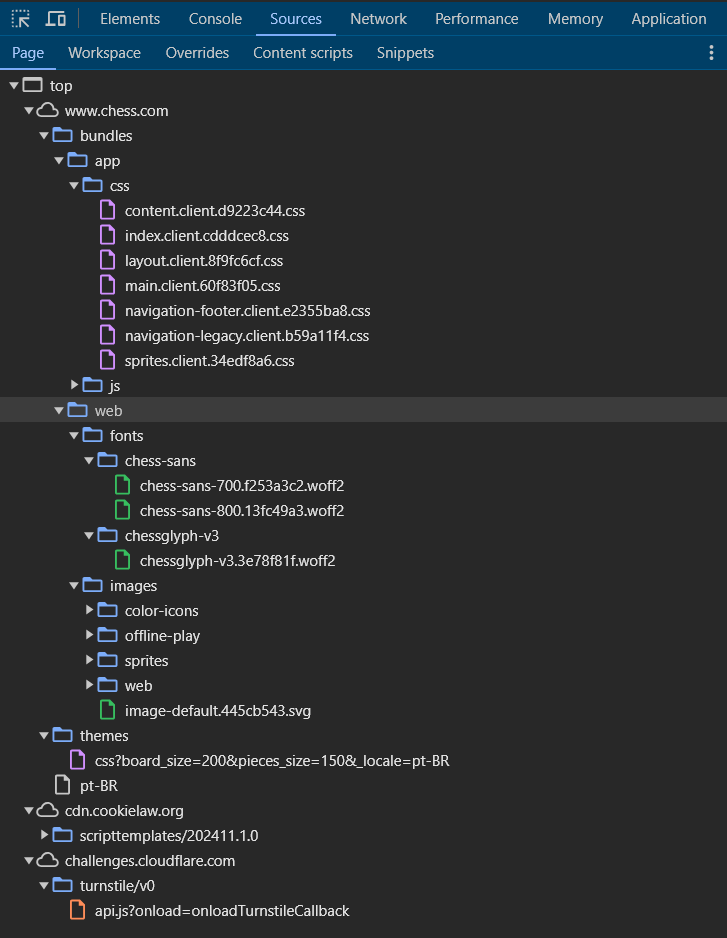 Elements Console Sources Network Performance Memory Application
Page Workspace Overrides Content scripts Snippets
top
www.chess.com
bundles
app
css
content.client.d9223c44.css
index.client.cdddcec8.css
layout.client.8f9fc6cf.css
main.client.60f83f05.css
navigation-footer.client.e2355ba8.css
navigation-legacy.client.b59a11f4.css
sprites.client.34edf8a6.css
js
web
fonts
chess-sans
chess-sans-700.f253a3c2.woff2
chess-sans-800.13fc49a3.woff2
chessglyph-v3
chessglyph-v3.3e78f81f.woff2
images
color-icons
offline-play
sprites
web
image-default.445cb543.svg
themes
css?board_size=200&pieces_size=150&_locale=pt-BR
pt-BR
cdn.cookielaw.org
scripttemplates/202411.1.0
challenges.cloudflare.com
turnstile/v0
api.js?onload=onloadTurnstileCallback